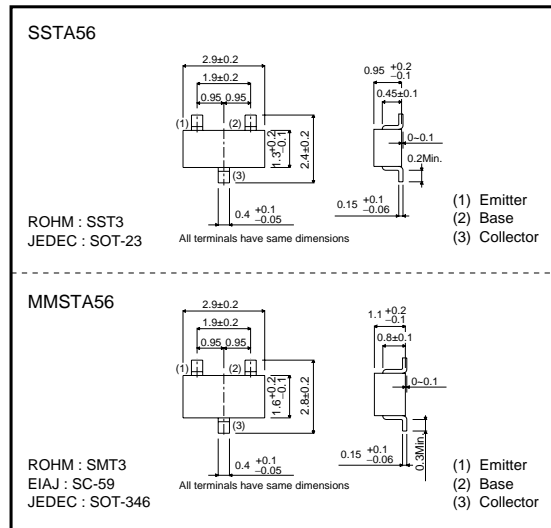 SSTA56
2.9±0.2
1.9±0.2
0.95 0.95
(1) (2)
(3)
1.3 +0.2 −0.1
2.4±0.2
0.4 +0.1 −0.05
All terminals have same dimensions
0.95 +0.2 −0.1
0.45±0.1
0~0.1
0.2Min.
0.15 +0.1 −0.06
ROHM : SST3
JEDEC : SOT-23
(1) Emitter
(2) Base
(3) Collector
MMSTA56
2.9±0.2
1.9±0.2
0.95 0.95
(1) (2)
(3)
1.6 +0.2 −0.1
2.8±0.2
0.4 +0.1 −0.05
All terminals have same dimensions
1.1 +0.2 −0.1
0.8±0.1
0~0.1
0.3Min.
0.15 +0.1 −0.06
ROHM : SMT3
EIAJ : SC-59
JEDEC : SOT-346
(1) Emitter
(2) Base
(3) Collector